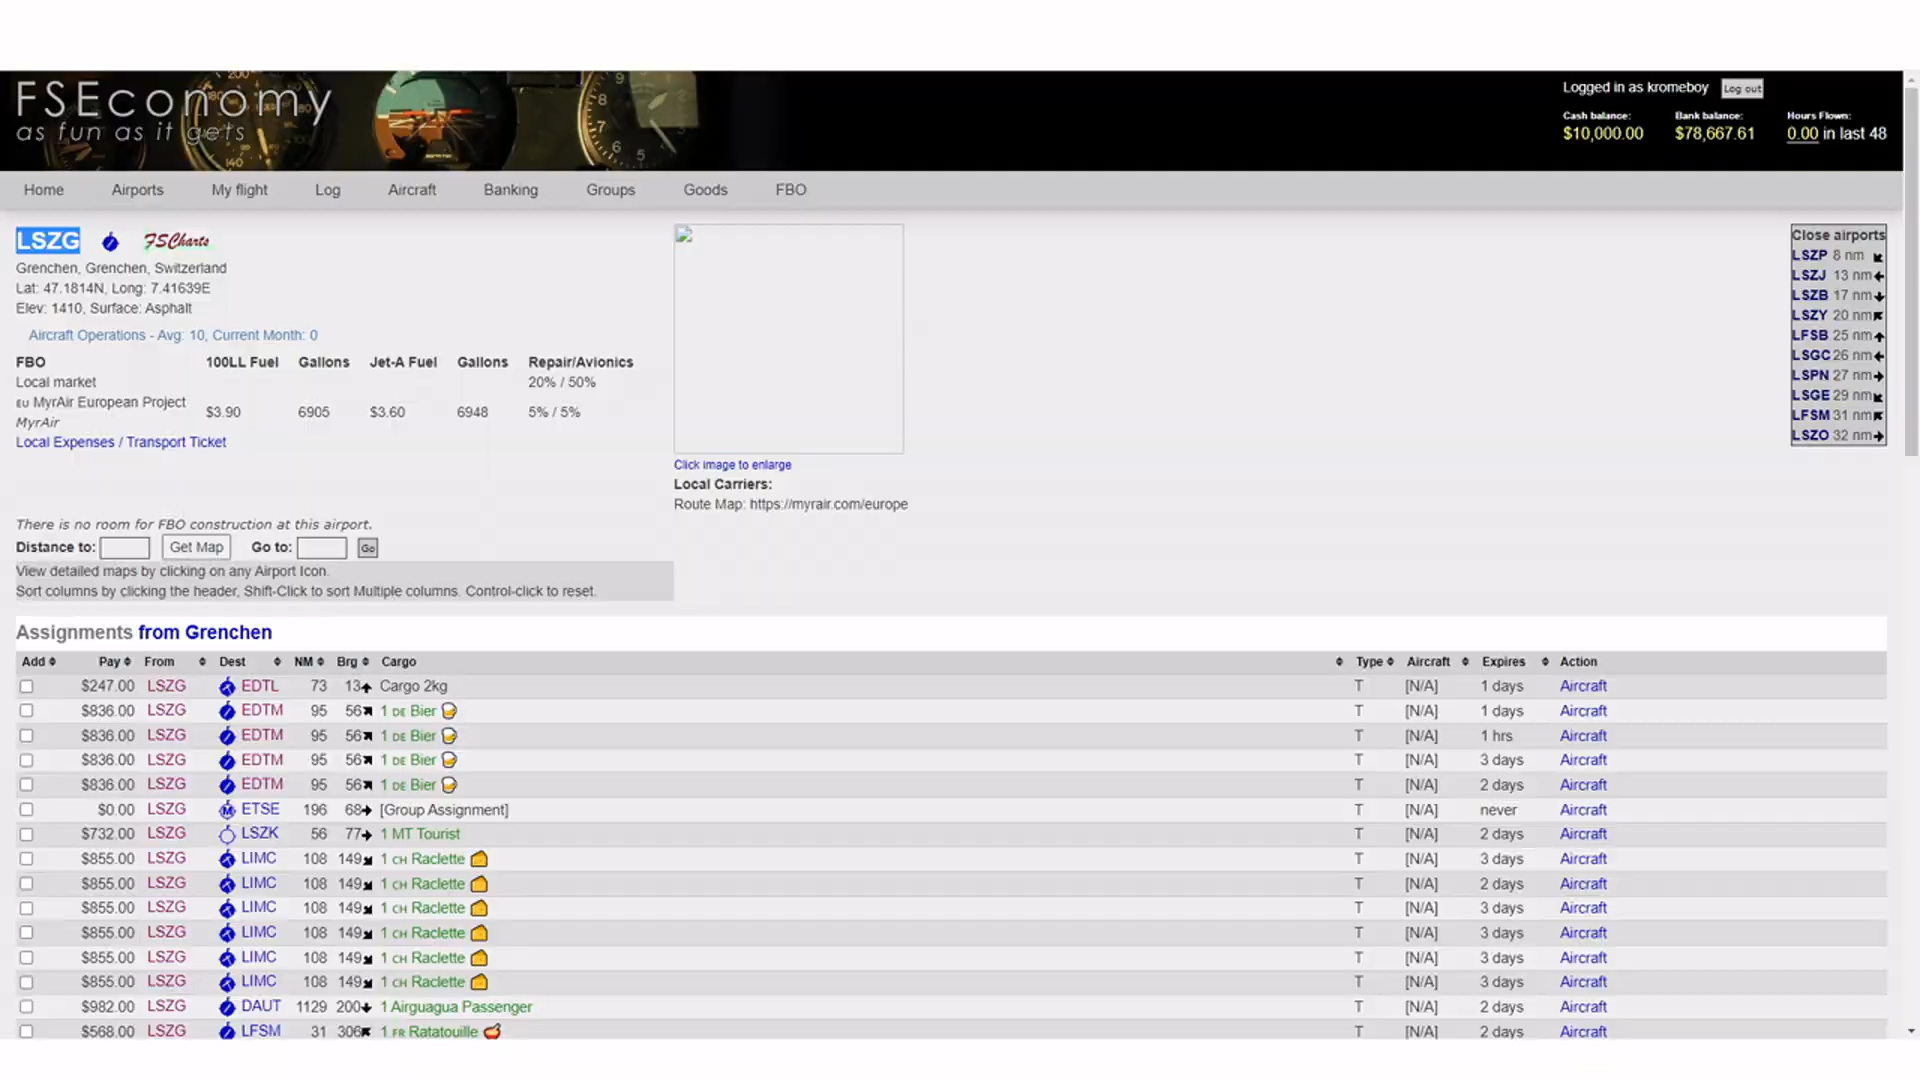 FSEconomy
as fun as it gets
Logged in as kromeboy Log out
Cash balance: Bank balance: Hours Flown:
$10,000.00 $78,667.61 0.00 in last 48
Home Airports My flight Log Aircraft Banking Groups Goods FBO
LSZG FSCharts
Grenchen, Grenchen, Switzerland
Lat: 47.1814N, Long: 7.41639E
Elev: 1410, Surface: Asphalt
Aircraft Operations - Avg: 10, Current Month: 0
FBO 100LL Fuel Gallons Jet-A Fuel Gallons Repair/Avionics
Local market 20% / 50%
EU MyrAir European Project
MyrAir $3.90 6905 $3.60 6948 5% / 5%
Local Expenses / Transport Ticket
Click image to enlarge
Local Carriers:
Route Map: https://myrair.com/europe
Close airports
LSZP 8 nm
LSZJ 13 nm
LSZB 17 nm
LSZY 20 nm
LFSB 25 nm
LSGC 26 nm
LSPN 27 nm
LSGE 29 nm
LFSM 31 nm
LSZO 32 nm
There is no room for FBO construction at this airport.
Distance to: Get Map Go to: Go
View detailed maps by clicking on any Airport Icon.
Sort columns by clicking the header, Shift-Click to sort Multiple columns. Control-click to reset.
Assignments from Grenchen
Add Pay From Dest NM Brg Cargo Type Aircraft Expires Action
$247.00 LSZG EDTL 73 13 Cargo 2kg T [N/A] 1 days Aircraft
$836.00 LSZG EDTM 95 56 1 DE Bier T [N/A] 1 days Aircraft
$836.00 LSZG EDTM 95 56 1 DE Bier T [N/A] 1 hrs Aircraft
$836.00 LSZG EDTM 95 56 1 DE Bier T [N/A] 3 days Aircraft
$836.00 LSZG EDTM 95 56 1 DE Bier T [N/A] 2 days Aircraft
$0.00 LSZG ETSE 196 68 [Group Assignment] T [N/A] never Aircraft
$732.00 LSZG LSZK 56 77 1 MT Tourist T [N/A] 2 days Aircraft
$855.00 LSZG LIMC 108 149 1 CH Raclette T [N/A] 3 days Aircraft
$855.00 LSZG LIMC 108 149 1 CH Raclette T [N/A] 2 days Aircraft
$855.00 LSZG LIMC 108 149 1 CH Raclette T [N/A] 3 days Aircraft
$855.00 LSZG LIMC 108 149 1 CH Raclette T [N/A] 3 days Aircraft
$855.00 LSZG LIMC 108 149 1 CH Raclette T [N/A] 3 days Aircraft
$855.00 LSZG LIMC 108 149 1 CH Raclette T [N/A] 3 days Aircraft
$982.00 LSZG DAUT 1129 200 1 Airguagua Passenger T [N/A] 2 days Aircraft
$568.00 LSZG LFSM 31 306 1 FR Ratatouille T [N/A] 2 days Aircraft